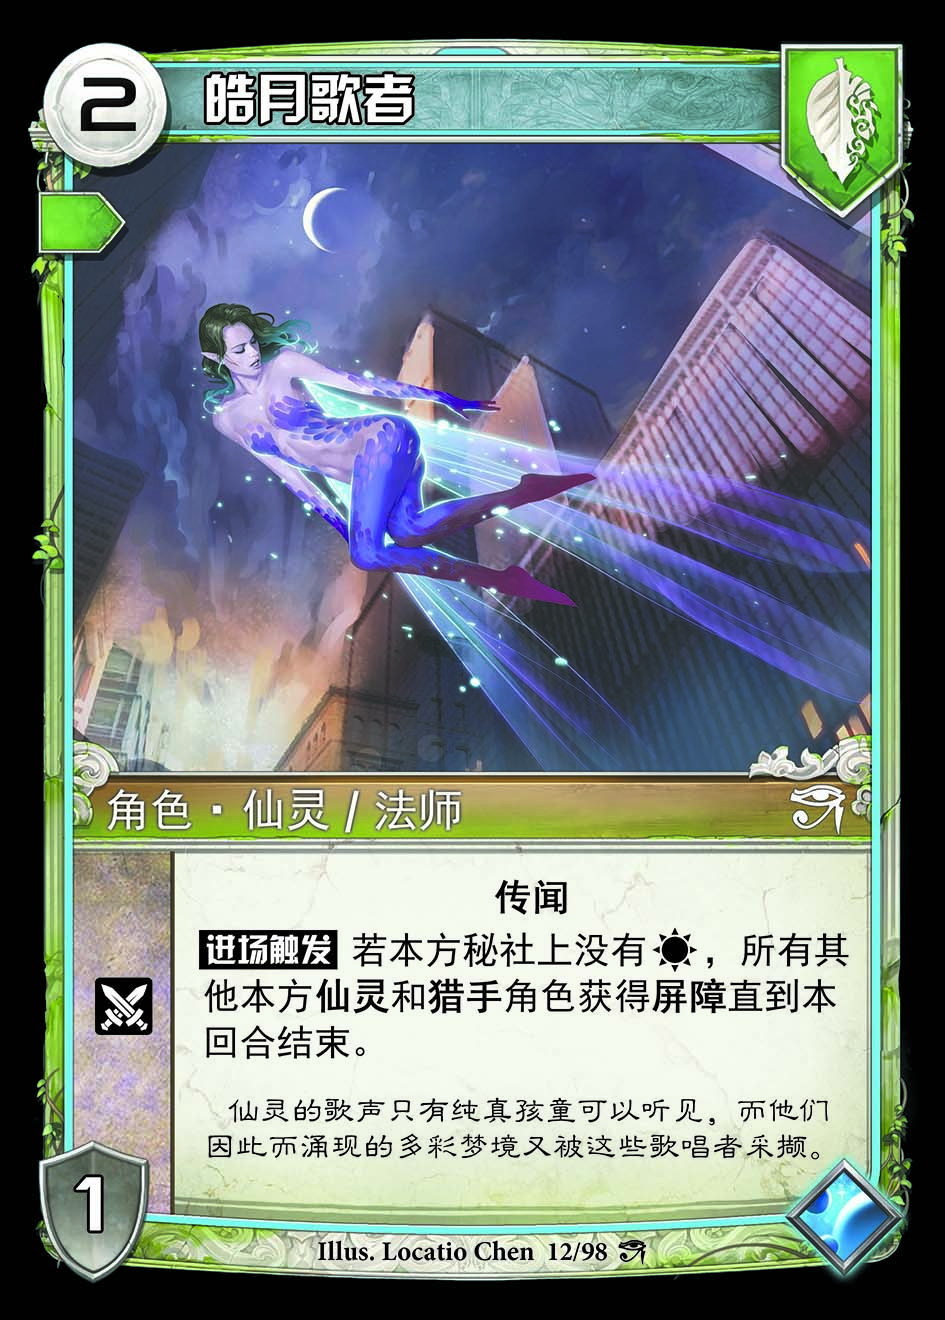 2
皓月歌者
角色·仙灵/法师
传闻
进场触发 若本方秘社上没有☀，所有其
他本方仙灵和猎手角色获得屏障直到本
回合结束。
仙灵的歌声只有纯真孩童可以听见，而他们
因此而涌现的多彩梦境又被这些歌唱者采撷。
1
Illus. Locatio Chen 12/98